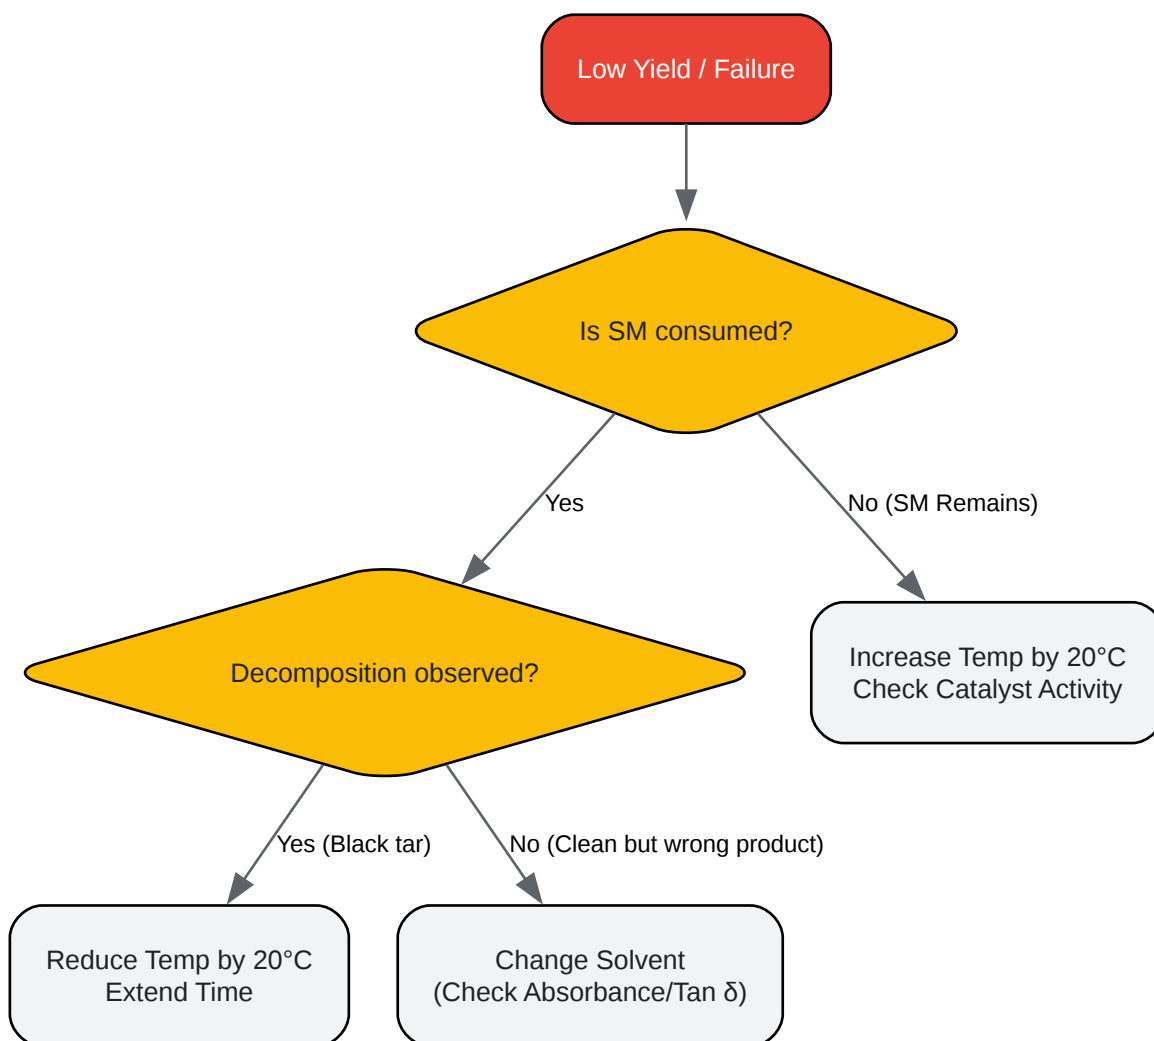 Low Yield / Failure
Is SM consumed?
Yes
No (SM Remains)
Increase Temp by 20°C
Check Catalyst Activity
Decomposition observed?
Yes (Black tar)
No (Clean but wrong product)
Reduce Temp by 20°C
Extend Time
Change Solvent
(Check Absorbance/Tan δ)